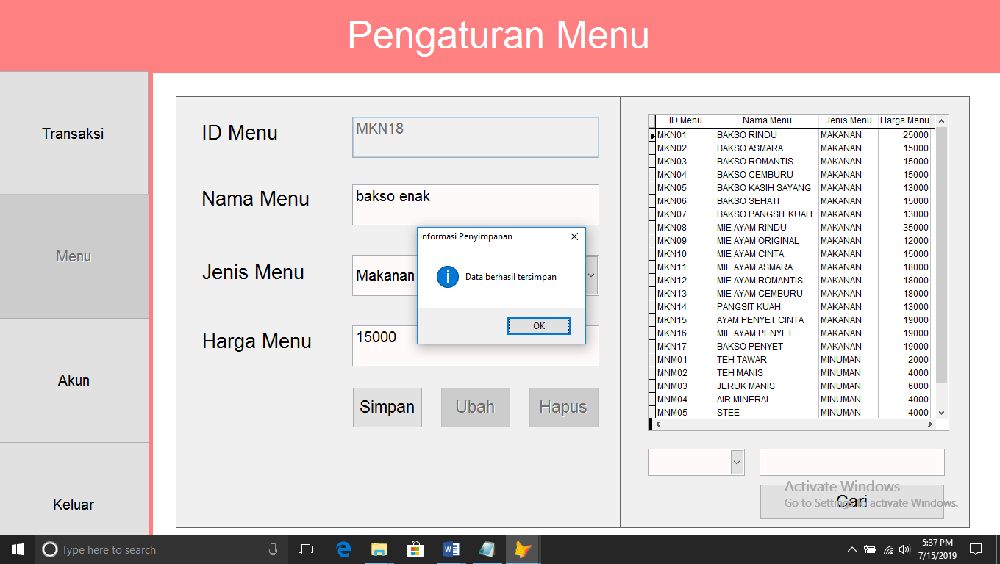 Pengaturan Menu
Transaksi
Menu
Akun
Keluar
ID Menu
MKN18
Nama Menu
bakso enak
Jenis Menu
Makanan
Harga Menu
15000
Simpan Ubah Hapus
Informasi Penyimpanan
Data berhasil tersimpan
OK
ID Menu Nama Menu Jenis Menu Harga Menu
MKN01 BAKSO RINDU MAKANAN 25000
MKN02 BAKSO ASMARA MAKANAN 15000
MKN03 BAKSO ROMANTIS MAKANAN 15000
MKN04 BAKSO CEMBURU MAKANAN 15000
MKN05 BAKSO KASIH SAYANG MAKANAN 13000
MKN06 BAKSO SEHATI MAKANAN 15000
MKN07 BAKSO PANGSIT KUAH MAKANAN 13000
MKN08 MIE AYAM RINDU MAKANAN 35000
MKN09 MIE AYAM ORIGINAL MAKANAN 12000
MKN10 MIE AYAM CINTA MAKANAN 15000
MKN11 MIE AYAM ASMARA MAKANAN 18000
MKN12 MIE AYAM ROMANTIS MAKANAN 18000
MKN13 MIE AYAM CEMBURU MAKANAN 18000
MKN14 PANGSIT KUAH MAKANAN 13000
MKN15 AYAM PENYET CINTA MAKANAN 19000
MKN16 MIE AYAM PENYET MAKANAN 19000
MKN17 BAKSO PENYET MAKANAN 19000
MNM01 TEH TAWAR MINUMAN 2000
MNM02 TEH MANIS MINUMAN 4000
MNM03 JERUK MANIS MINUMAN 6000
MNM04 AIR MINERAL MINUMAN 4000
MNM05 STEE MINUMAN 4000
Cari
Activate Windows
Go to Settings to activate Windows.
Type here to search
5:37 PM
7/15/2019